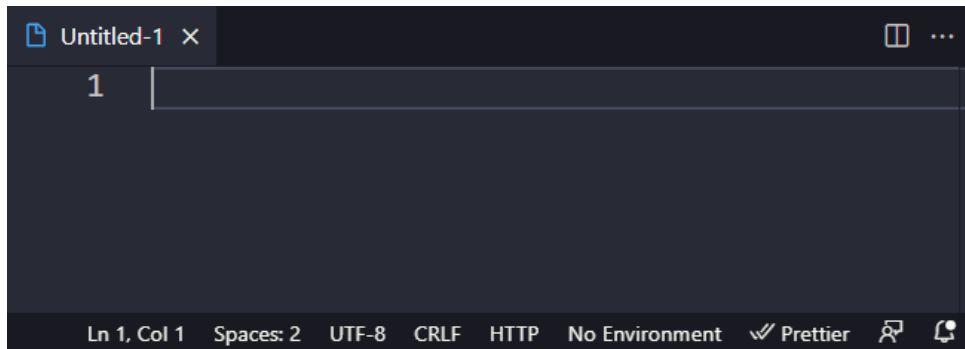 Untitled-1
1
Ln 1, Col 1 Spaces: 2 UTF-8 CRLF HTTP No Environment Prettier